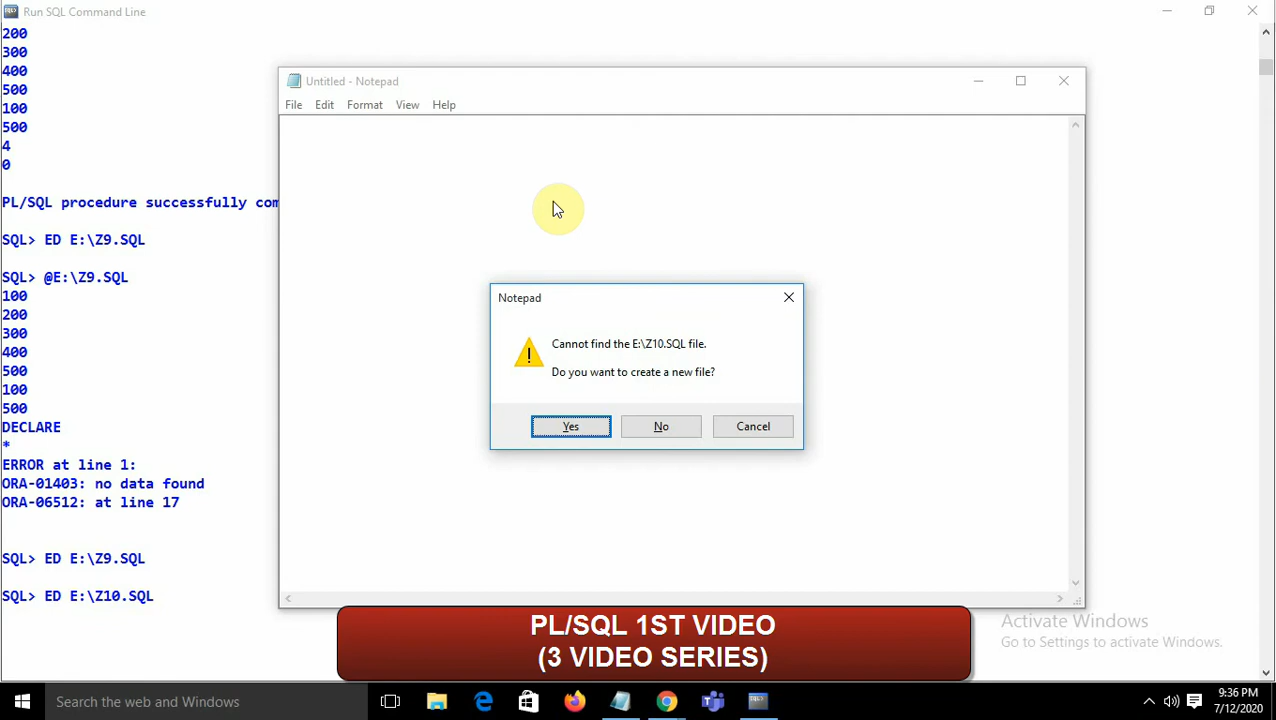 Run SQL Command Line
200
300
400
500
100
500
4
0
PL/SQL procedure successfully com
SQL> ED E:\Z9.SQL
SQL> @E:\Z9.SQL
100
200
300
400
500
100
500
DECLARE
*
ERROR at line 1:
ORA-01403: no data found
ORA-06512: at line 17
SQL> ED E:\Z9.SQL
SQL> ED E:\Z10.SQL
Untitled - Notepad
File Edit Format View Help
Notepad
Cannot find the E:\Z10.SQL file.
Do you want to create a new file?
Yes No Cancel
PL/SQL 1ST VIDEO
(3 VIDEO SERIES)
Activate Windows
Go to Settings to activate Windows.
Search the web and Windows
9:36 PM
7/12/2020